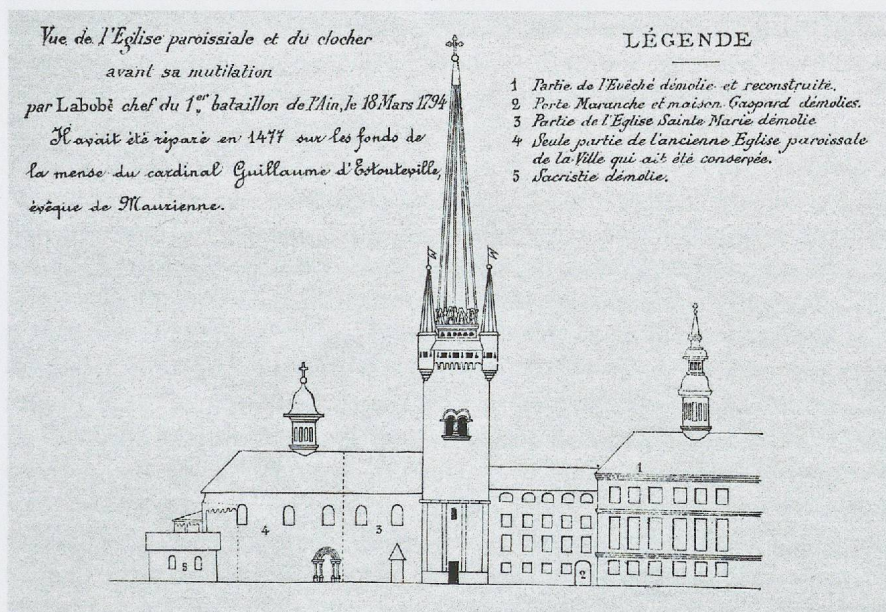 Vue de l'Eglise paroissiale et du clocher
avant sa mutilation
par Labobé chef du 1er bataillon de l'Ain, le 18 Mars 1794
Il avait été réparé en 1477 sur les fonds de
la mense du cardinal Guillaume d'Estouteville,
évêque de Maurienne.
LÉGENDE
1 Partie de l'Evêché démolie et reconstruite.
2 Porte Maranche et maison Gaspard démolies.
3 Partie de l'Eglise Sainte Marie démolie
4 Seule partie de l'ancienne Eglise paroissale
de la Ville qui ait été conservée.
5 Sacristie démolie.
1
4
3
5
2